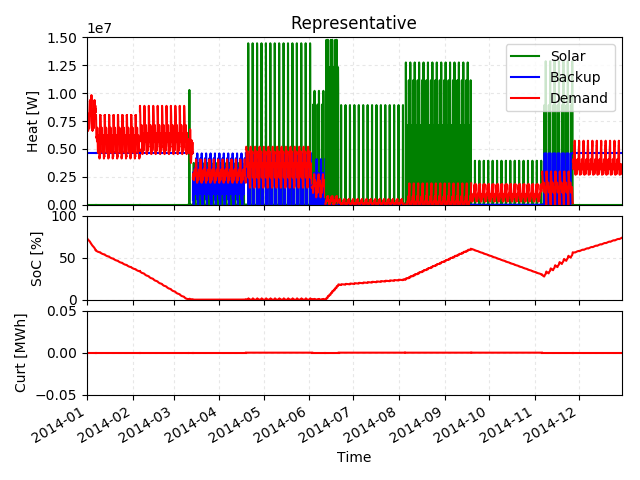 Representative
1e7
1.50
1.25
1.00
0.75
0.50
0.25
0.00
Heat [W]
Solar
Backup
Demand
100
50
0
SoC [%]
0.05
0.00
−0.05
Curt [MWh]
2014-01
2014-02
2014-03
2014-04
2014-05
2014-06
2014-07
2014-08
2014-09
2014-10
2014-11
2014-12
Time